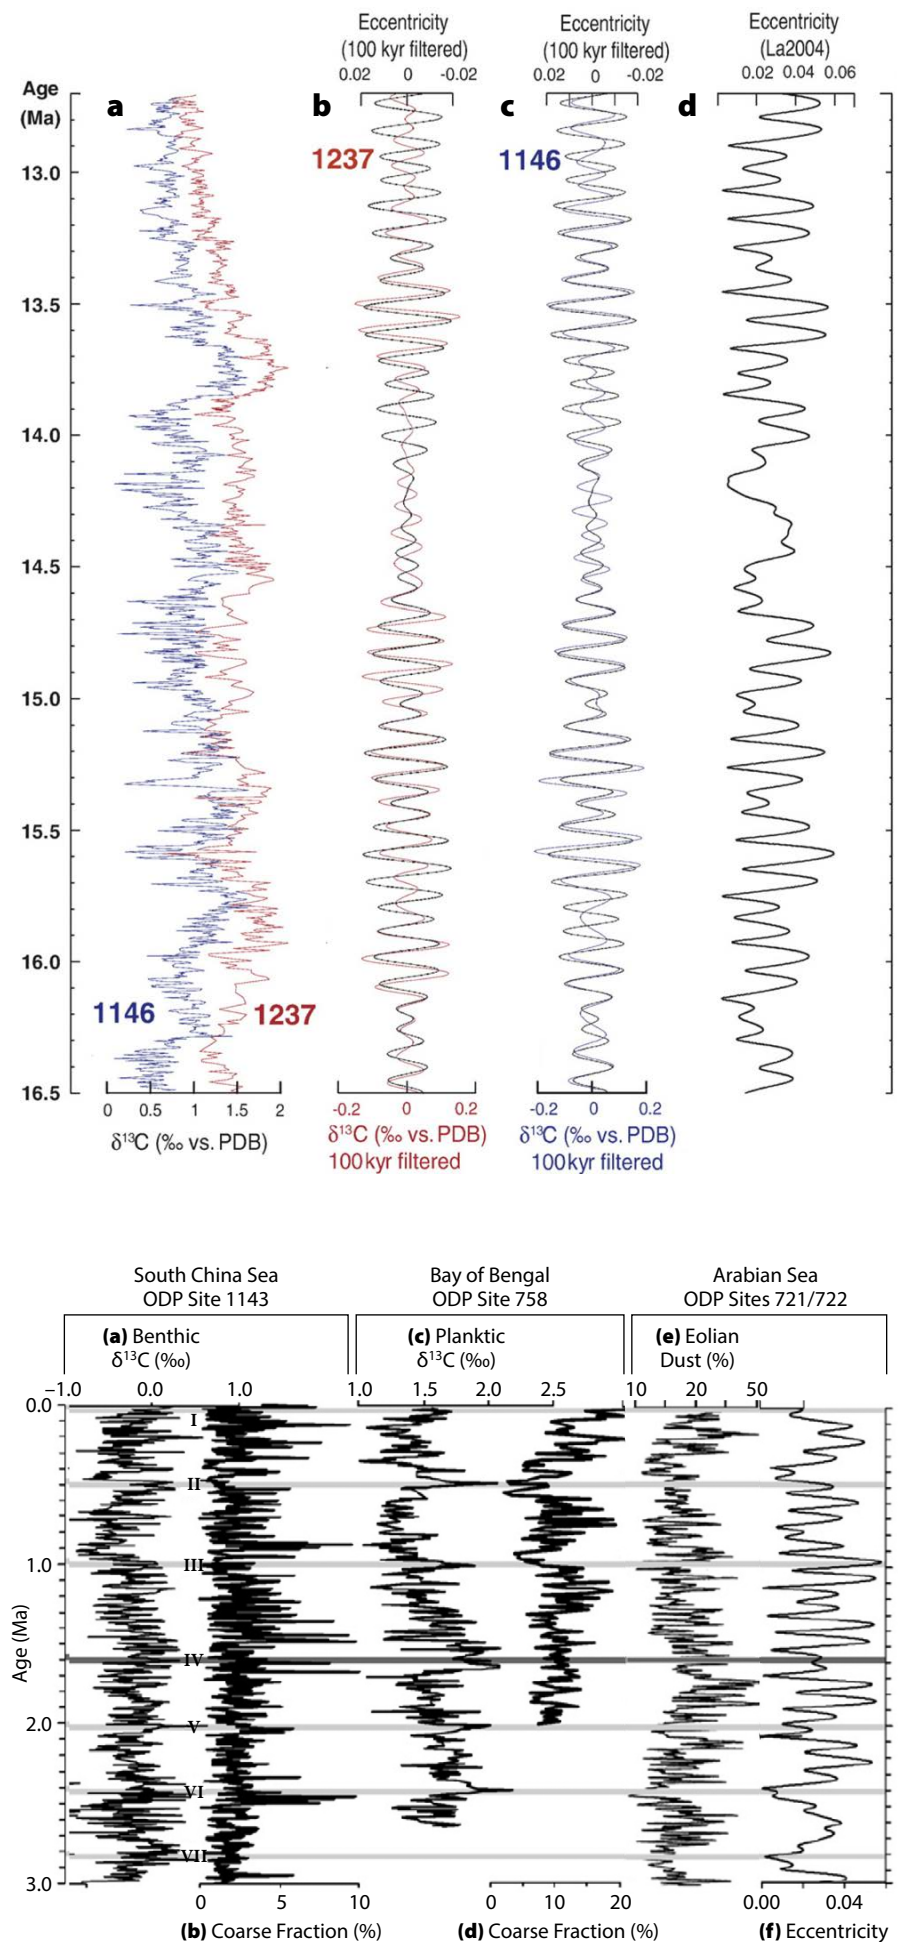 Eccentricity
(100 kyr filtered)
0.02 0 -0.02
Eccentricity
(100 kyr filtered)
0.02 0 -0.02
Eccentricity
(La2004)
0.02 0.04 0.06
Age
(Ma)
a
b
c
d
1237
1146
13.0
13.5
14.0
14.5
15.0
15.5
16.0
16.5
1146
1237
0 0.5 1 1.5 2
δ¹³C (‰ vs. PDB)
-0.2 0 0.2
δ¹³C (‰ vs. PDB)
100 kyr filtered
-0.2 0 0.2
δ¹³C (‰ vs. PDB)
100 kyr filtered
South China Sea
ODP Site 1143
Bay of Bengal
ODP Site 758
Arabian Sea
ODP Sites 721/722
(a) Benthic
δ¹³C (‰)
(c) Planktic
δ¹³C (‰)
(e) Eolian
Dust (%)
−1.0 0.0 1.0
1.0 1.5 2.0 2.5
10 20 50
Age (Ma)
0.0
1.0
2.0
3.0
I
II
III
IV
V
VI
VII
0 5 10
(b) Coarse Fraction (%)
0 10 20
(d) Coarse Fraction (%)
0.00 0.04
(f) Eccentricity